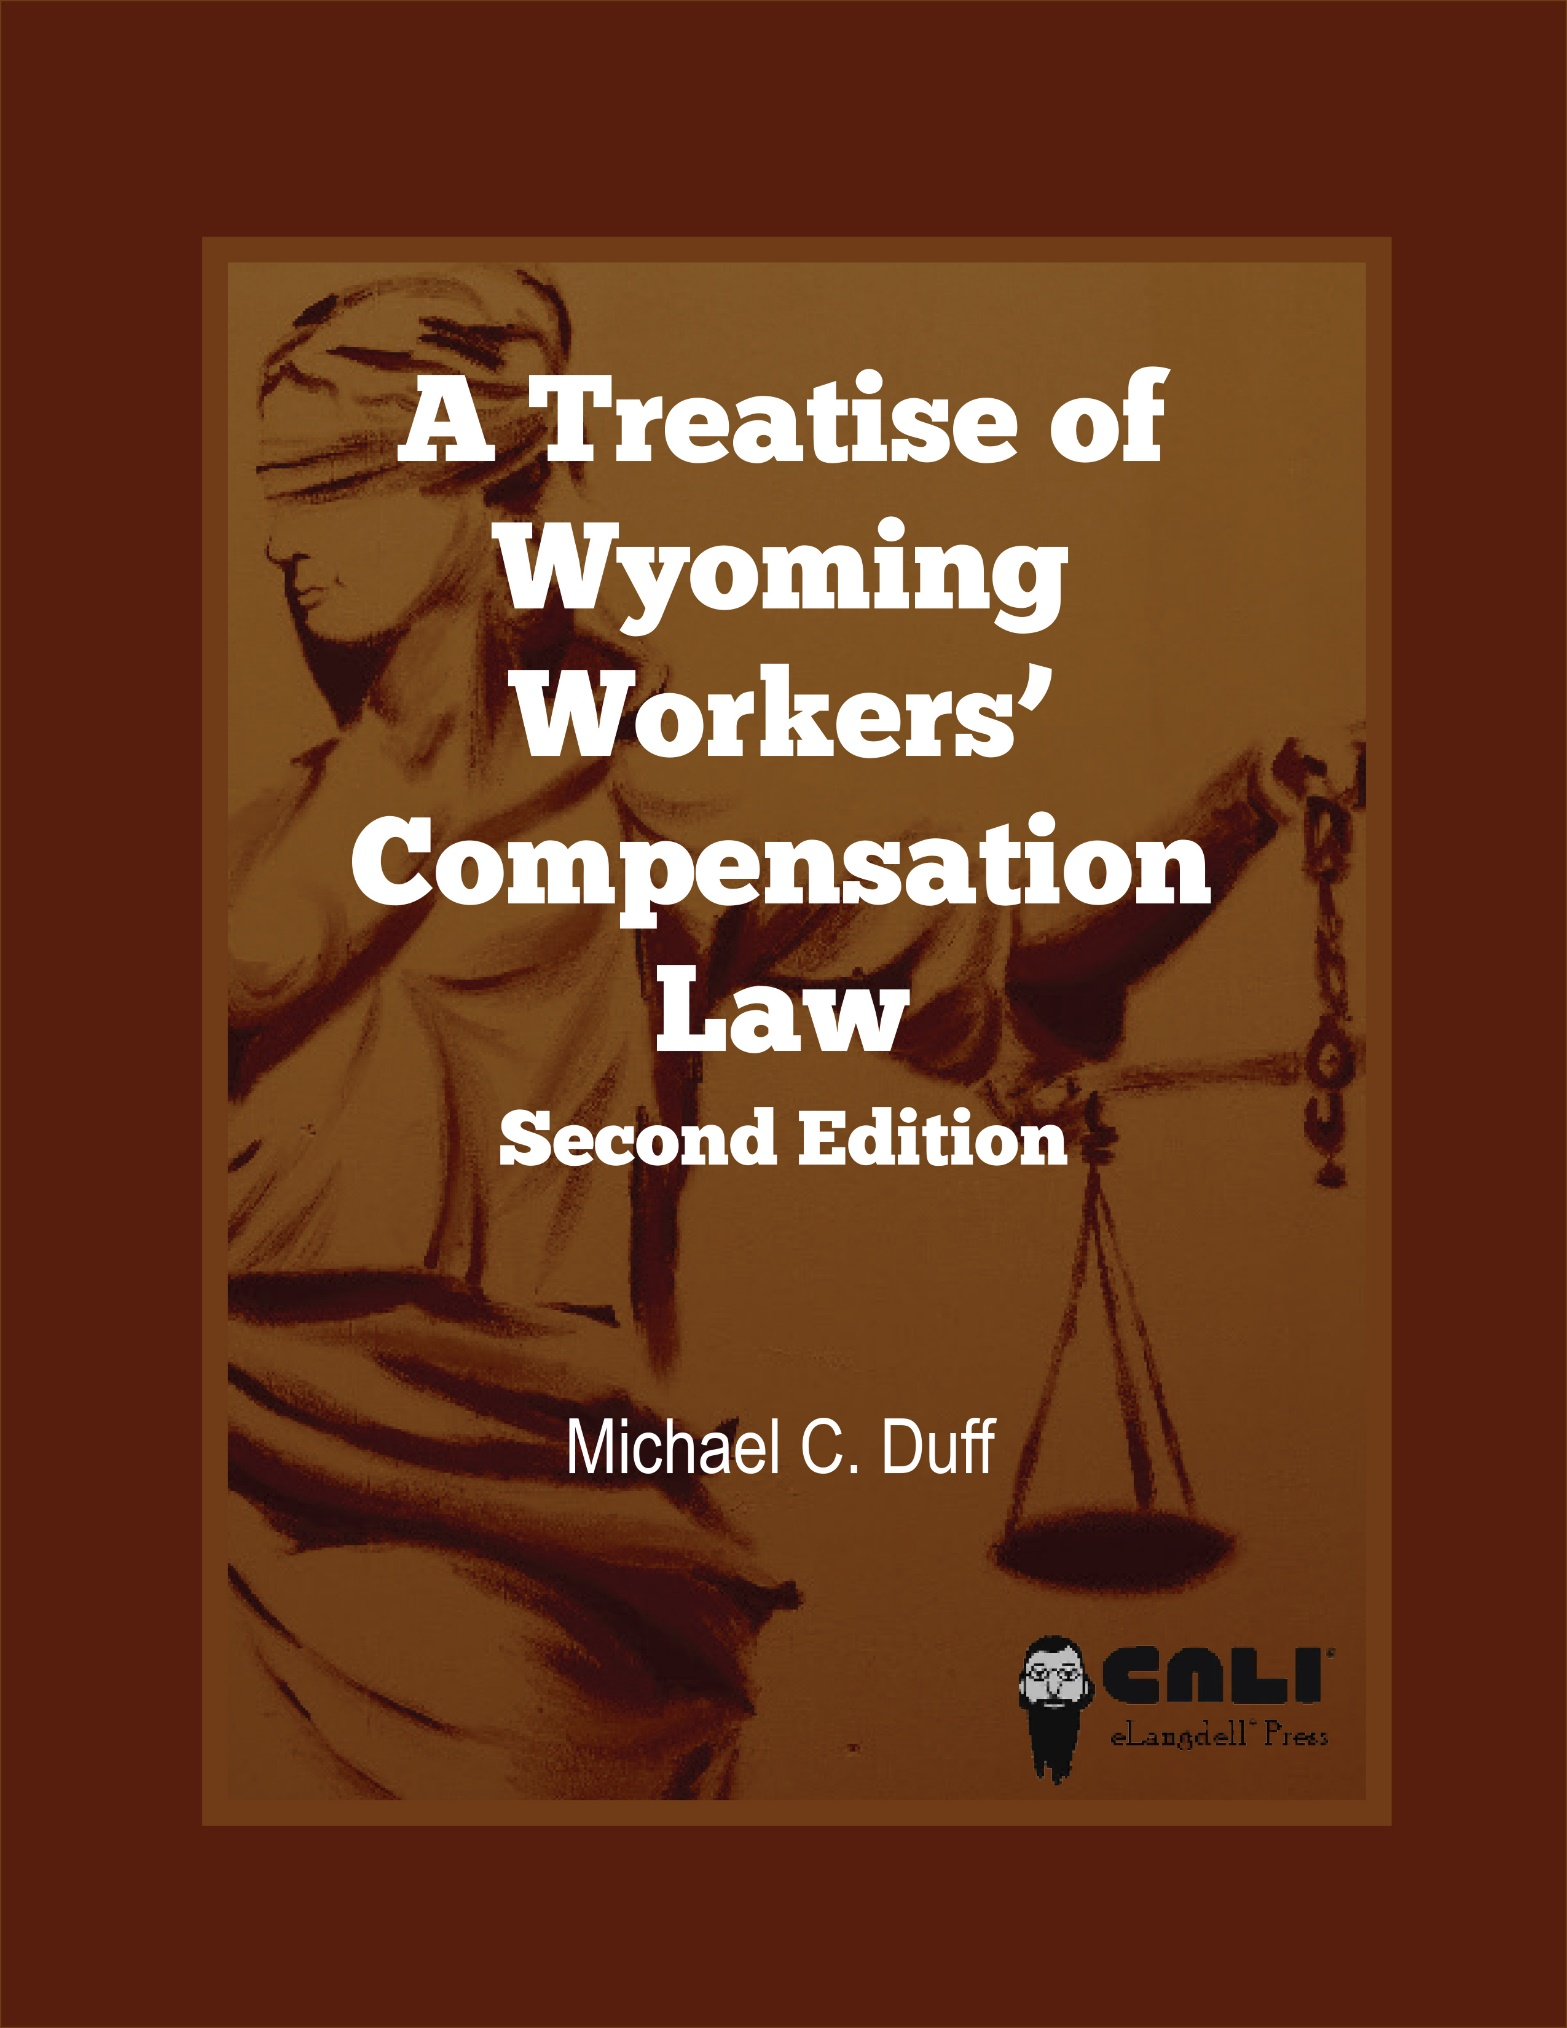 A Treatise of
Wyoming
Workers’
Compensation
Law
Second Edition
Michael C. Duff
CALI®
eLangdell® Press